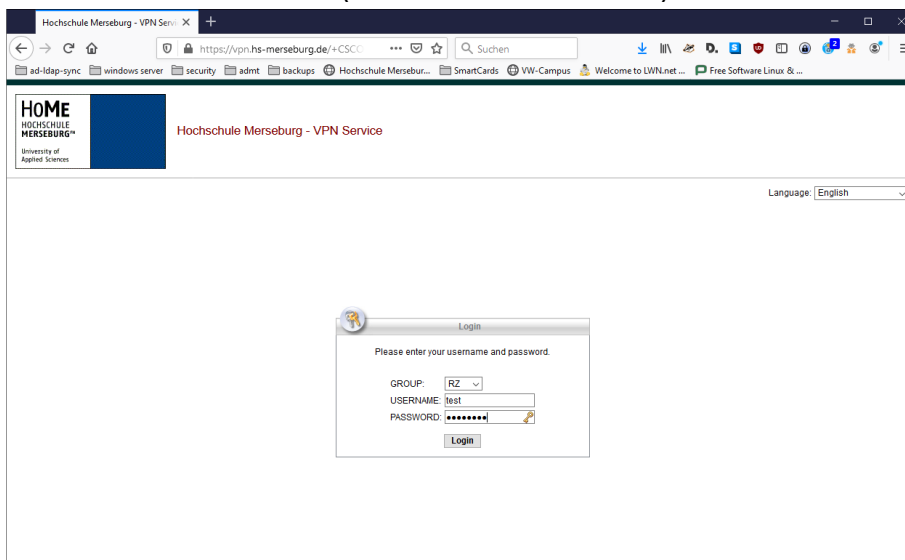 Hochschule Merseburg - VPN Servi
https://vpn.hs-merseburg.de/+CSCO
Suchen
ad-ldap-sync windows server security admt backups Hochschule Mersebur... SmartCards VW-Campus Welcome to LWN.net ... Free Software Linux & ...
HOME
HOCHSCHULE
MERSEBURG
University of
Applied Sciences
Hochschule Merseburg - VPN Service
Language: English
Login
Please enter your username and password.
GROUP: RZ
USERNAME: test
PASSWORD: ••••••••
Login